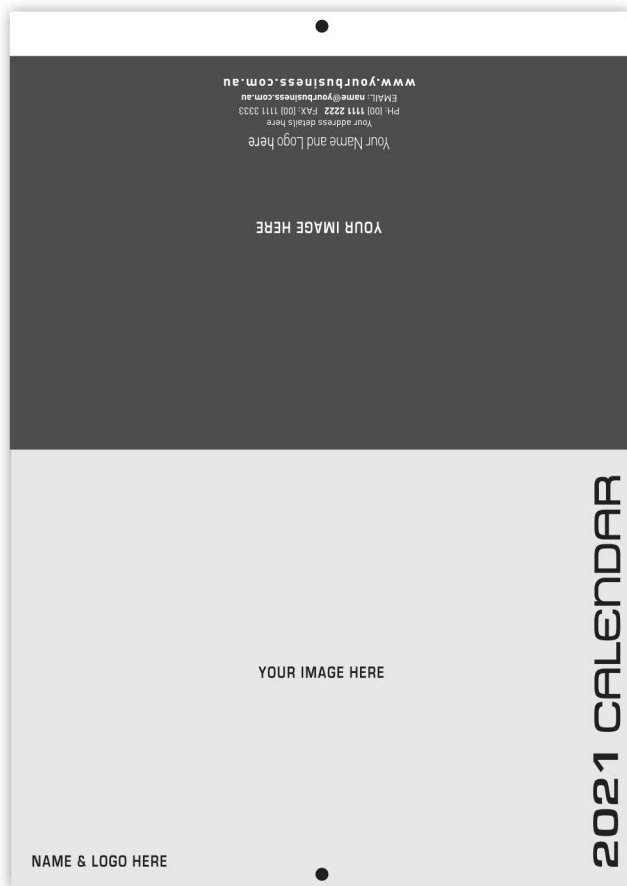 YOUR IMAGE HERE
Your Name and Logo here
Your address details here
PH: (00) 1111 2222 FAX: (00) 1111 3333
EMAIL: name@yourbusiness.com.au
www.yourbusiness.com.au
YOUR IMAGE HERE
NAME & LOGO HERE
2021 CALENDAR